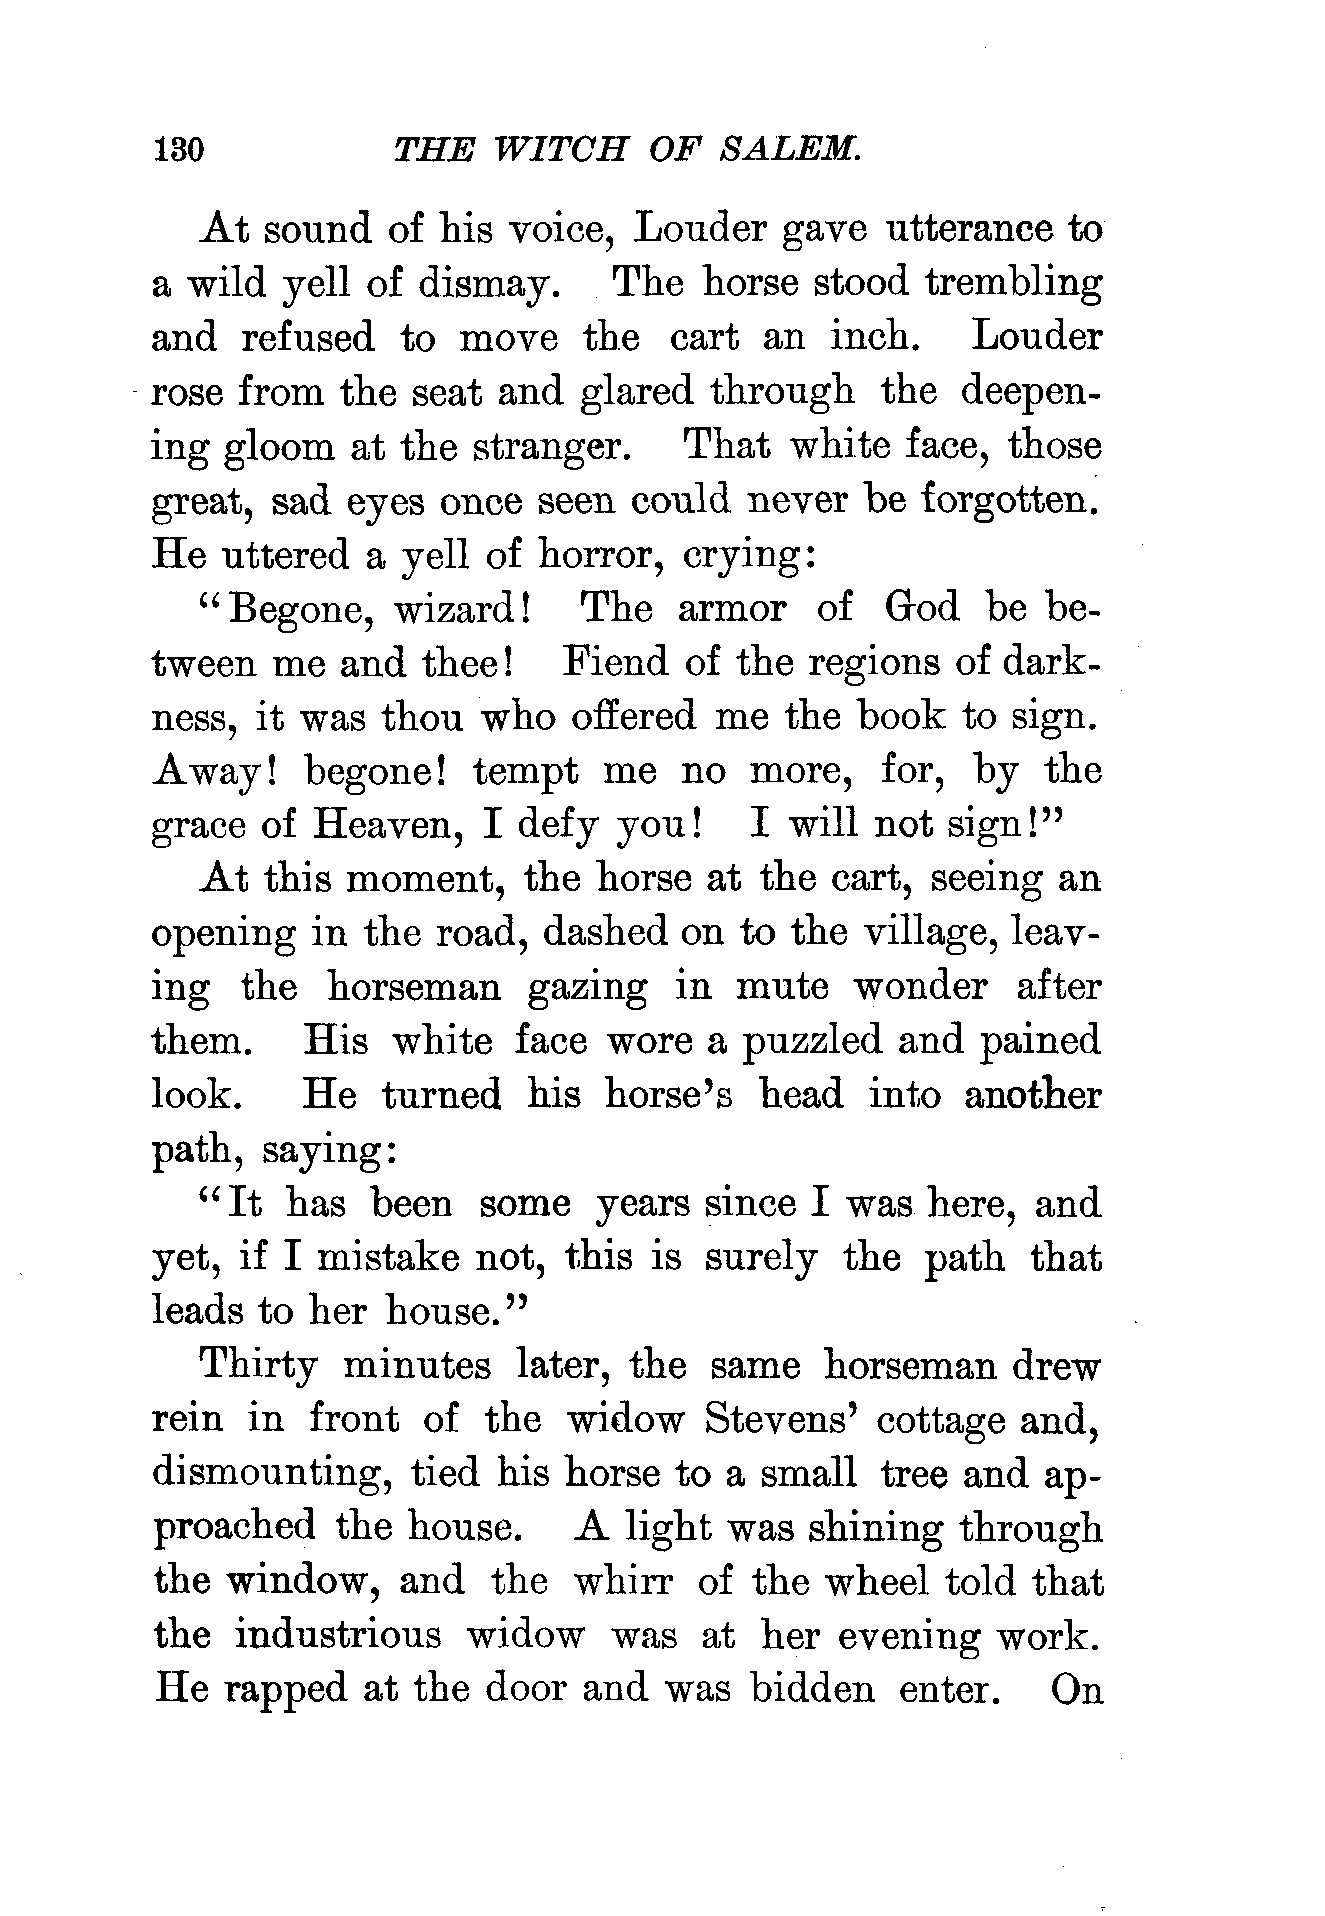 130 THE WITCH OF SALEM.
At sound of his voice, Louder gave utterance to
a wild yell of dismay. The horse stood trembling
and refused to move the cart an inch. Louder
rose from the seat and glared through the deepen-
ing gloom at the stranger. That white face, those
great, sad eyes once seen could never be forgotten.
He uttered a yell of horror, crying:
“Begone, wizard! The armor of God be be-
tween me and thee! Fiend of the regions of dark-
ness, it was thou who offered me the book to sign.
Away! begone! tempt me no more, for, by the
grace of Heaven, I defy you! I will not sign!”
At this moment, the horse at the cart, seeing an
opening in the road, dashed on to the village, leav-
ing the horseman gazing in mute wonder after
them. His white face wore a puzzled and pained
look. He turned his horse’s head into another
path, saying:
“It has been some years since I was here, and
yet, if I mistake not, this is surely the path that
leads to her house.”
Thirty minutes later, the same horseman drew
rein in front of the widow Stevens’ cottage and,
dismounting, tied his horse to a small tree and ap-
proached the house. A light was shining through
the window, and the whirr of the wheel told that
the industrious widow was at her evening work.
He rapped at the door and was bidden enter. On